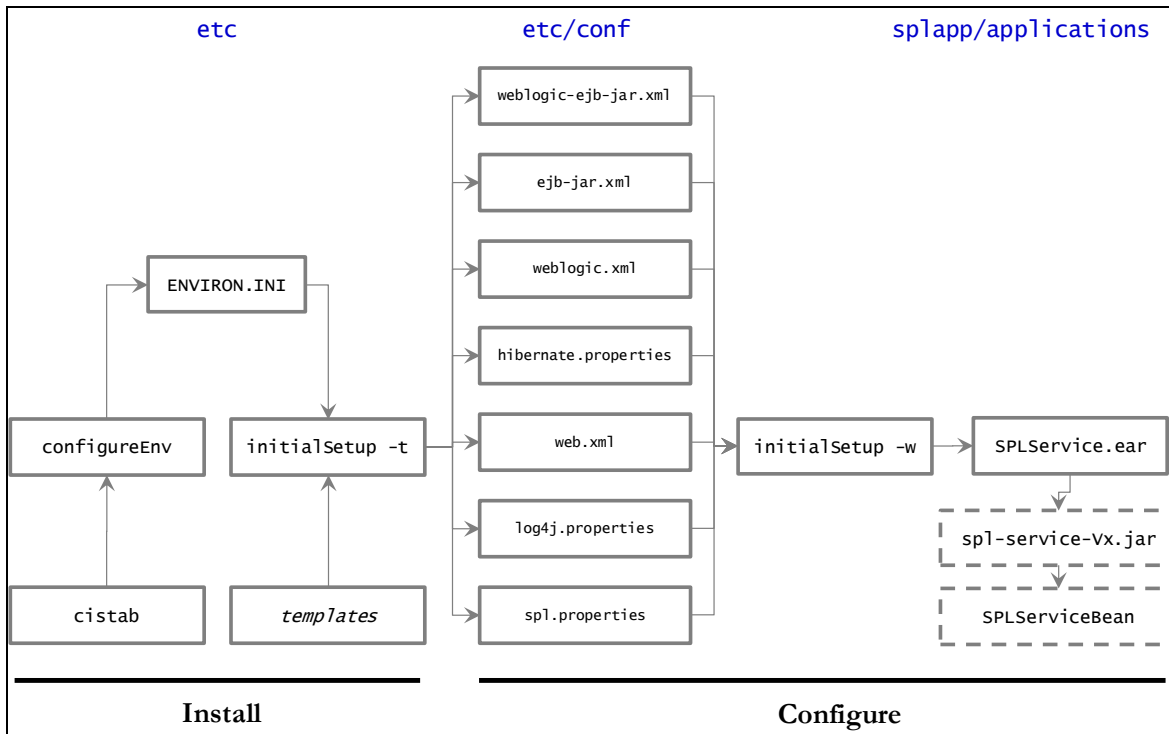 etc
etc/conf
splapp/applications
weblogic-ejb-jar.xml
ejb-jar.xml
weblogic.xml
ENVIRON.INI
hibernate.properties
configureEnv
initialSetup -t
web.xml
initialSetup -w
SPLService.ear
log4j.properties
spl-service-Vx.jar
cistab
templates
spl.properties
SPLServiceBean
Install
Configure